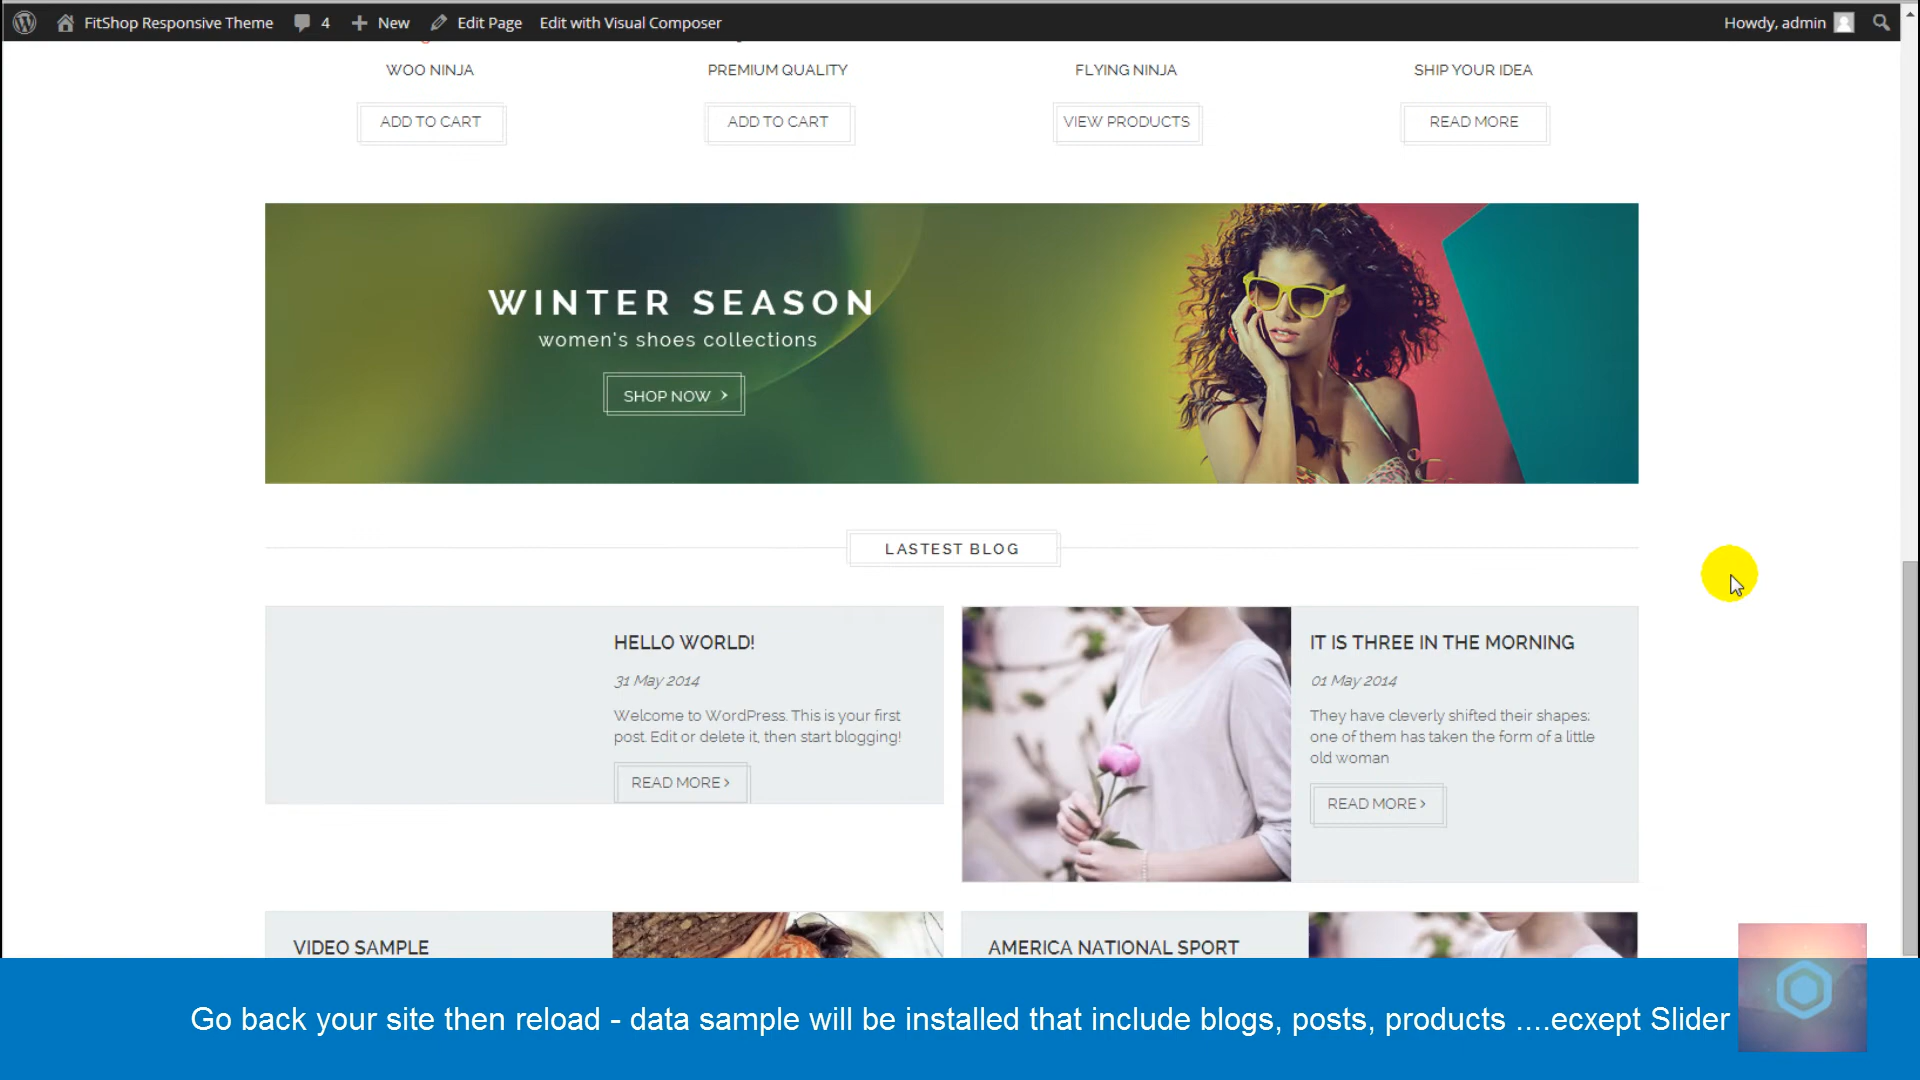 FitShop Responsive Theme 4 New Edit Page Edit with Visual Composer Howdy, admin
WOO NINJA PREMIUM QUALITY FLYING NINJA SHIP YOUR IDEA
ADD TO CART ADD TO CART VIEW PRODUCTS READ MORE
WINTER SEASON
women's shoes collections
SHOP NOW ›
LASTEST BLOG
HELLO WORLD!
31 May 2014
Welcome to WordPress. This is your first
post. Edit or delete it, then start blogging!
READ MORE ›
IT IS THREE IN THE MORNING
01 May 2014
They have cleverly shifted their shapes:
one of them has taken the form of a little
old woman
READ MORE ›
VIDEO SAMPLE
AMERICA NATIONAL SPORT
Go back your site then reload - data sample will be installed that include blogs, posts, products ....ecxept Slider